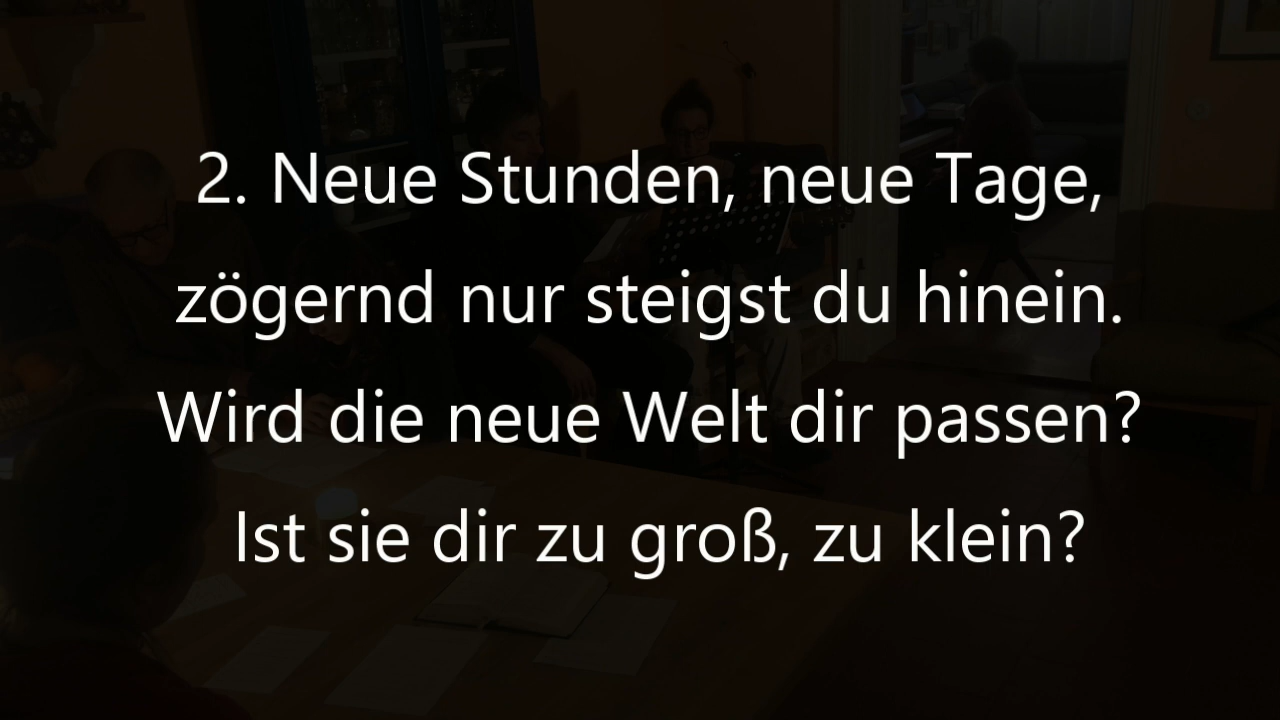 2. Neue Stunden, neue Tage,
zögernd nur steigst du hinein.
Wird die neue Welt dir passen?
Ist sie dir zu groß, zu klein?